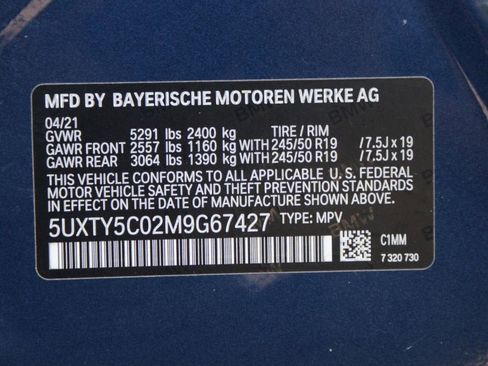 MFD BY BAYERISCHE MOTOREN WERKE AG
04/21
GVWR 5291 lbs 2400 kg TIRE / RIM
GAWR FRONT 2557 lbs 1160 kg WITH 245/50 R19 / 7.5J x 19
GAWR REAR 3064 lbs 1390 kg WITH 245/50 R19 / 7.5J x 19
THIS VEHICLE CONFORMS TO ALL APPLICABLE U. S. FEDERAL
MOTOR VEHICLE SAFETY AND THEFT PREVENTION STANDARDS
IN EFFECT ON THE DATE OF MANUFACTURE SHOWN ABOVE.
5UXTY5C02M9G67427 TYPE: MPV
C1MM
7 320 730